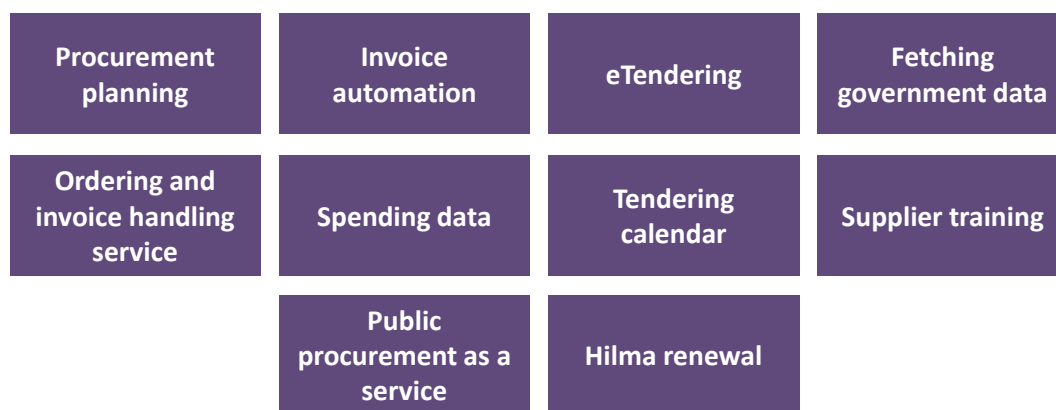 Procurement
planning
Invoice
automation
eTendering
Fetching
government data
Ordering and
invoice handling
service
Spending data
Tendering
calendar
Supplier training
Public
procurement as a
service
Hilma renewal